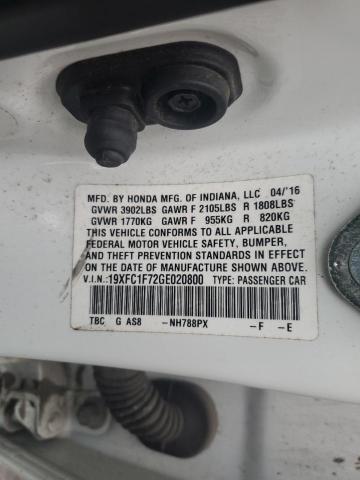 MFD. BY HONDA MFG. OF INDIANA, LLC 04/'16
GVWR 3902LBS GAWR F 2105LBS R 1808LBS
GVWR 1770KG GAWR F 955KG R 820KG
THIS VEHICLE CONFORMS TO ALL APPLICABLE
FEDERAL MOTOR VEHICLE SAFETY, BUMPER,
AND THEFT PREVENTION STANDARDS IN EFFECT ON
THE DATE OF MANUFACTURE SHOWN ABOVE.
V.I.N.:19XFC1F72GE020800 TYPE: PASSENGER CAR
TBC G AS8 -NH788PX -F -E